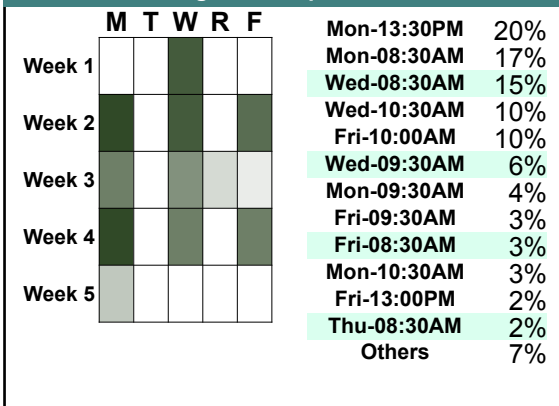 M T W R F
Week 1
Week 2
Week 3
Week 4
Week 5
Mon-13:30PM 20%
Mon-08:30AM 17%
Wed-08:30AM 15%
Wed-10:30AM 10%
Fri-10:00AM 10%
Wed-09:30AM 6%
Mon-09:30AM 4%
Fri-09:30AM 3%
Fri-08:30AM 3%
Mon-10:30AM 3%
Fri-13:00PM 2%
Thu-08:30AM 2%
Others 7%